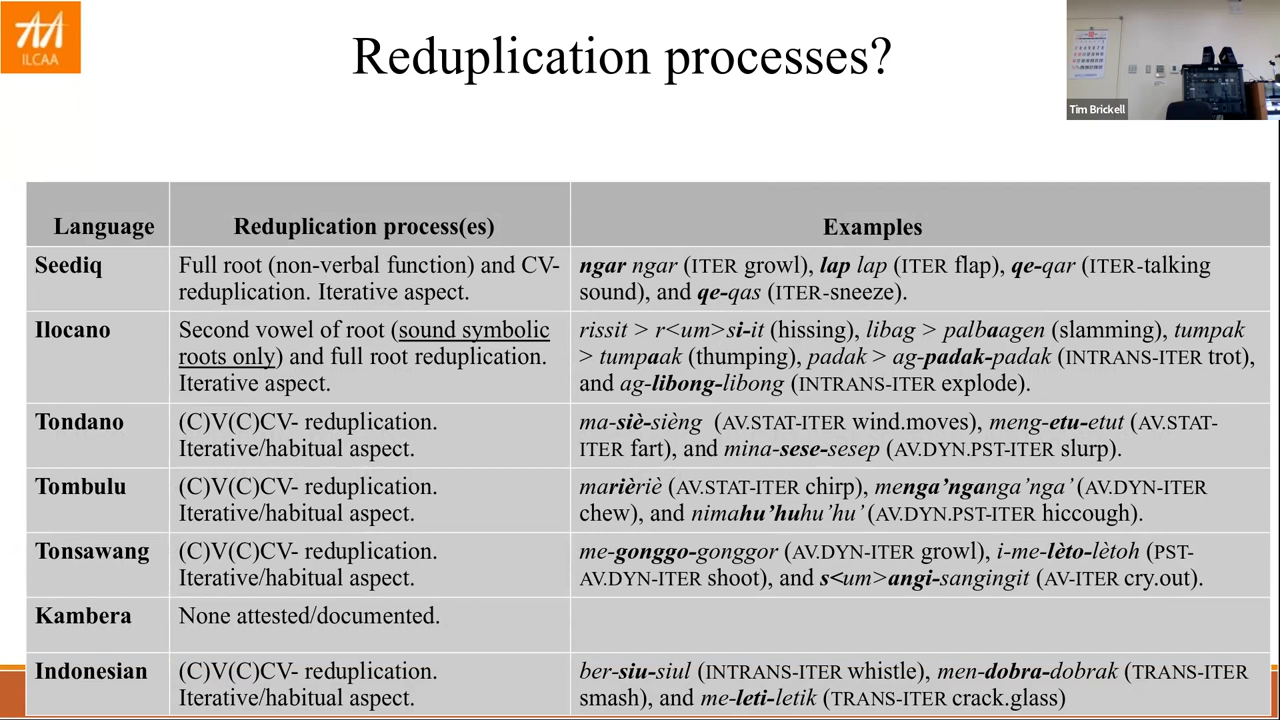 ILCAA
Reduplication processes?
Tim Brickell
Language
Reduplication process(es)
Examples
Seediq
Full root (non-verbal function) and CV-
reduplication. Iterative aspect.
ngar ngar (ITER growl), lap lap (ITER flap), qe-qar (ITER-talking
sound), and qe-qas (ITER-sneeze).
Ilocano
Second vowel of root (sound symbolic
roots only) and full root reduplication.
Iterative aspect.
rissit > r<um>si-it (hissing), libag > palbaagen (slamming), tumpak
> tumpaak (thumping), padak > ag-padak-padak (INTRANS-ITER trot),
and ag-libong-libong (INTRANS-ITER explode).
Tondano
(C)V(C)CV- reduplication.
Iterative/habitual aspect.
ma-siè-sièng (AV.STAT-ITER wind.moves), meng-etu-etut (AV.STAT-
ITER fart), and mina-sese-sesep (AV.DYN.PST-ITER slurp).
Tombulu
(C)V(C)CV- reduplication.
Iterative/habitual aspect.
marièriè (AV.STAT-ITER chirp), menga’nganga’nga’ (AV.DYN-ITER
chew), and nimahu’huhu’hu’ (AV.DYN.PST-ITER hiccough).
Tonsawang
(C)V(C)CV- reduplication.
Iterative/habitual aspect.
me-gonggo-gonggor (AV.DYN-ITER growl), i-me-lèto-lètoh (PST-
AV.DYN-ITER shoot), and s<um>angi-sangingit (AV-ITER cry.out).
Kambera
None attested/documented.
Indonesian
(C)V(C)CV- reduplication.
Iterative/habitual aspect.
ber-siu-siul (INTRANS-ITER whistle), men-dobra-dobrak (TRANS-ITER
smash), and me-leti-letik (TRANS-ITER crack.glass)